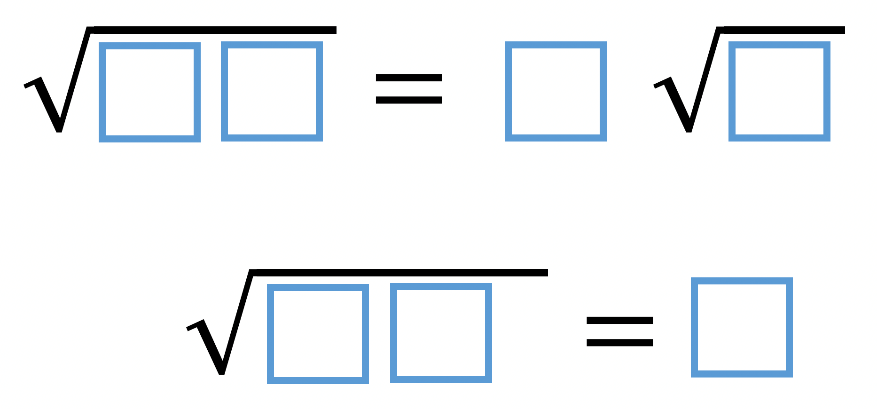 √□□ = □ √□
√□□ = □